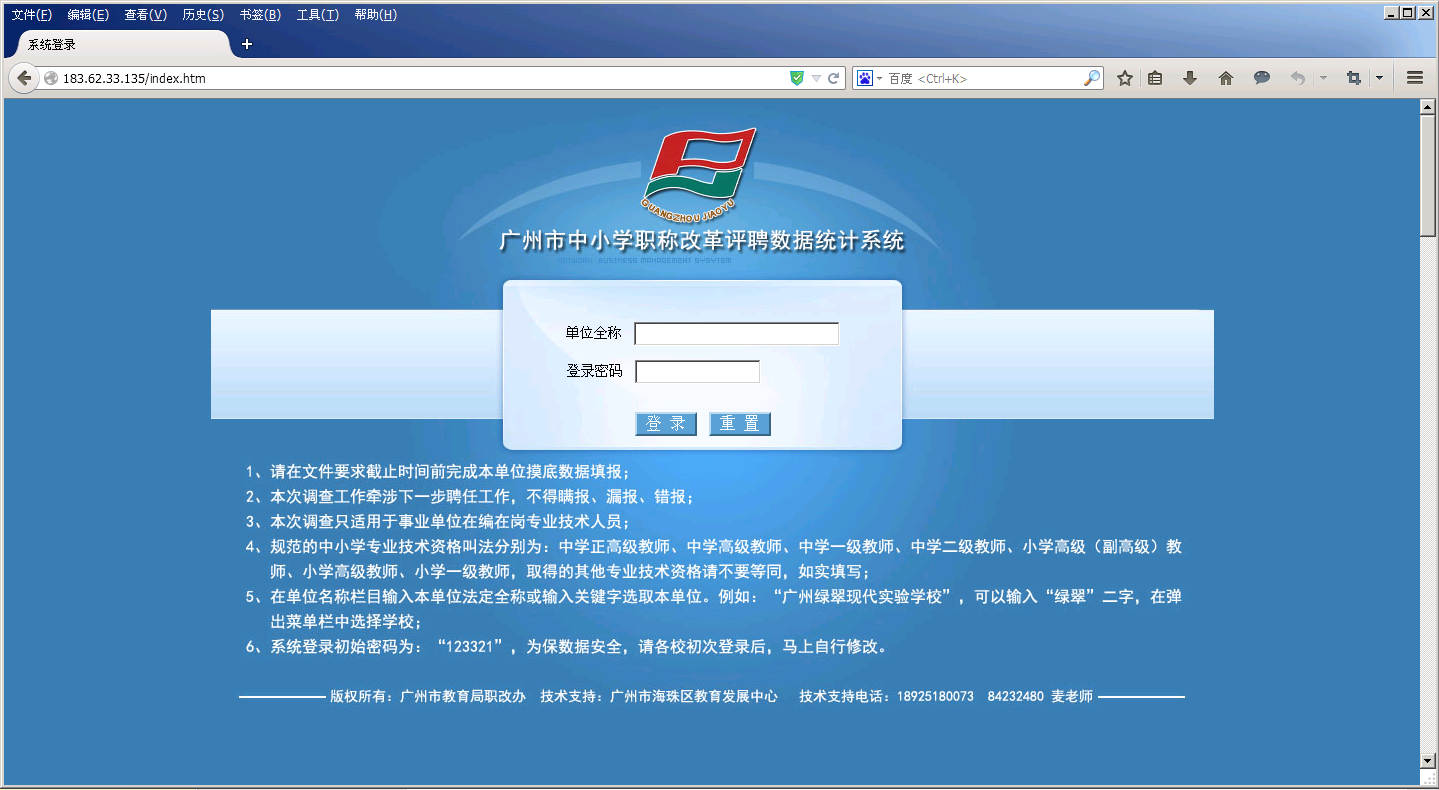 文件(F) 编辑(E) 查看(V) 历史(S) 书签(B) 工具(T) 帮助(H)
系统登录
183.62.33.135/index.htm
百度 <Ctrl+K>
GUANGZHOU JIAOYU
广州市中小学职称改革评聘数据统计系统
NETWORK BUSINESS MANAGEMENT SYSYTEM
单位全称
登录密码
登 录 重 置
1、请在文件要求截止时间前完成本单位摸底数据填报；
2、本次调查工作牵涉下一步聘任工作，不得瞒报、漏报、错报；
3、本次调查只适用于事业单位在编在岗专业技术人员；
4、规范的中小学专业技术资格叫法分别为：中学正高级教师、中学高级教师、中学一级教师、中学二级教师、小学高级（副高级）教
师、小学高级教师、小学一级教师，取得的其他专业技术资格请不要等同，如实填写；
5、在单位名称栏目输入本单位法定全称或输入关键字选取本单位。例如：“广州绿翠现代实验学校”，可以输入“绿翠”二字，在弹
出菜单栏中选择学校；
6、系统登录初始密码为：“123321”，为保数据安全，请各校初次登录后，马上自行修改。
版权所有：广州市教育局职改办 技术支持：广州市海珠区教育发展中心 技术支持电话：18925180073 84232480 麦老师